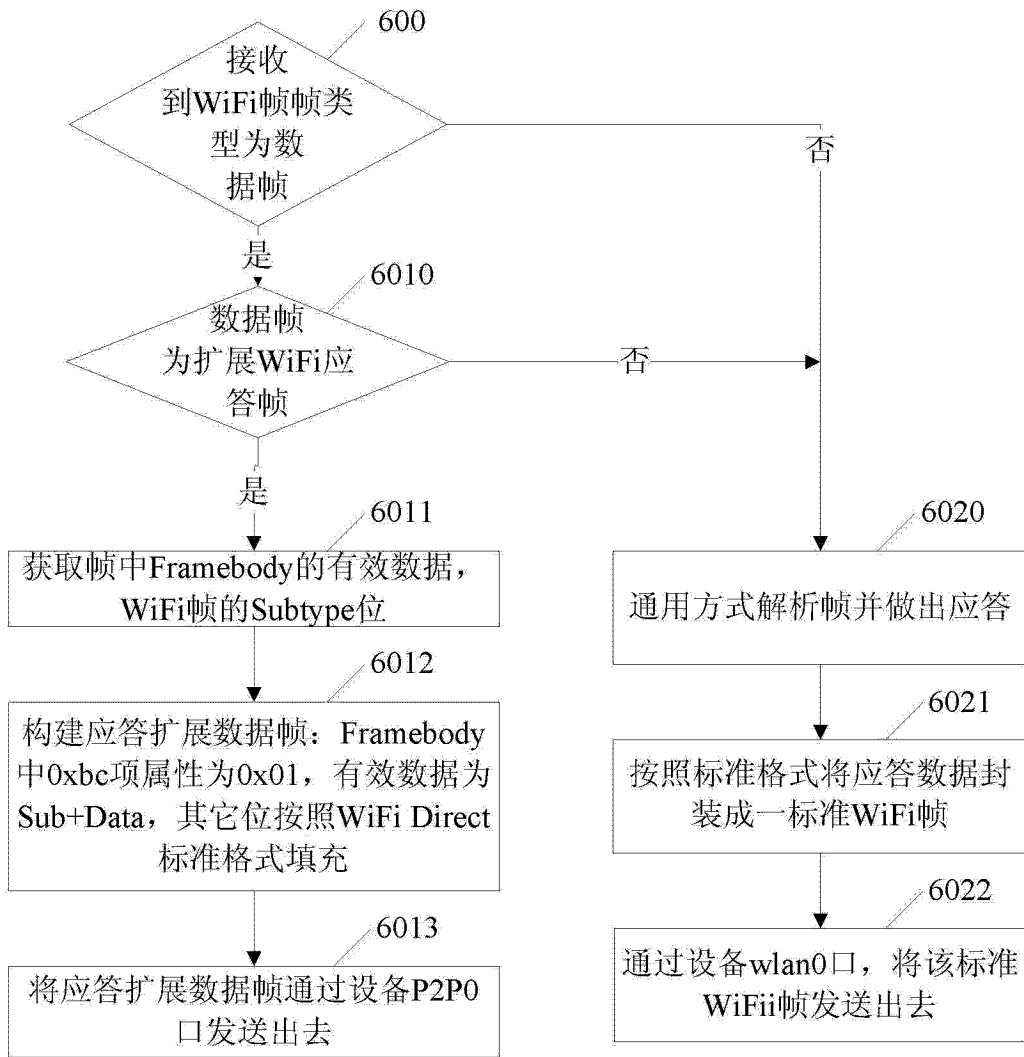 600
接收
到WiFi帧帧类
型为数
据帧
否
是
6010
数据帧
为扩展WiFi应
答帧
否
是
6011
获取帧中Framebody的有效数据，
WiFi帧的Subtype位
6012
构建应答扩展数据帧：Framebody
中0xbc项属性为0x01，有效数据为
Sub+Data，其它位按照WiFi Direct
标准格式填充
6013
将应答扩展数据帧通过设备P2P0
口发送出去
6020
通用方式解析帧并做出应答
6021
按照标准格式将应答数据封
装成一标准WiFi帧
6022
通过设备wlan0口，将该标准
WiFii帧发送出去